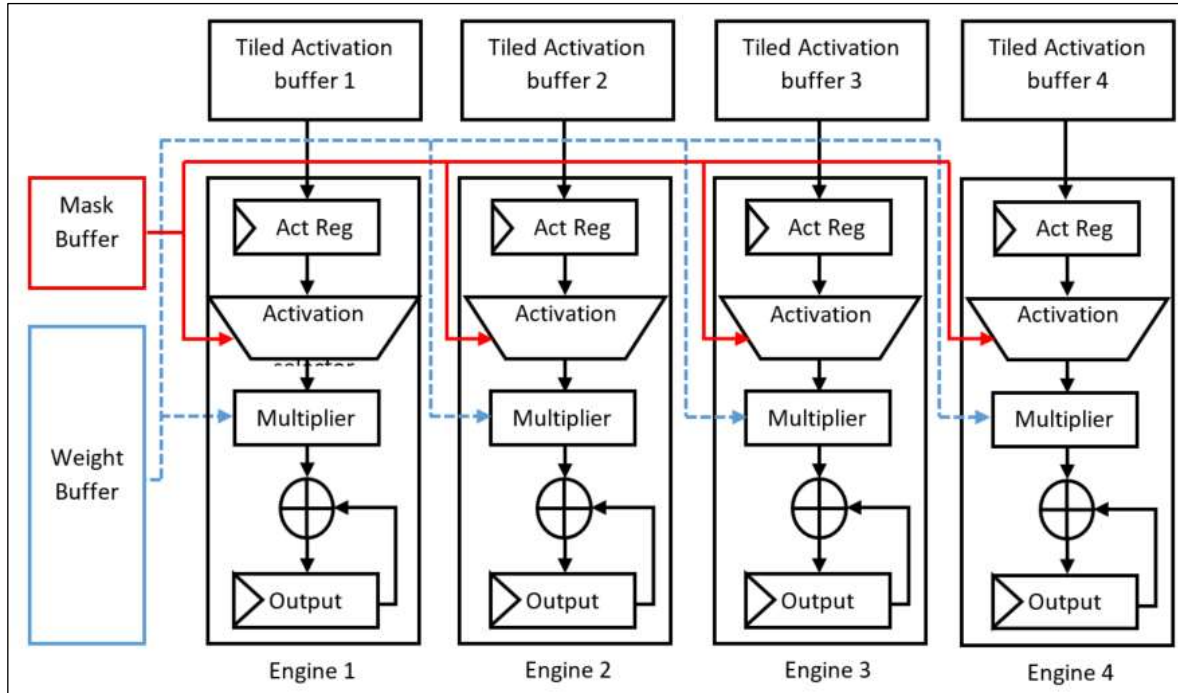 Tiled Activation
buffer 1
Tiled Activation
buffer 2
Tiled Activation
buffer 3
Tiled Activation
buffer 4
Mask
Buffer
Weight
Buffer
Act Reg
Activation
selector
Multiplier
Output
Engine 1
Act Reg
Activation
Multiplier
Output
Engine 2
Act Reg
Activation
Multiplier
Output
Engine 3
Act Reg
Activation
Multiplier
Output
Engine 4